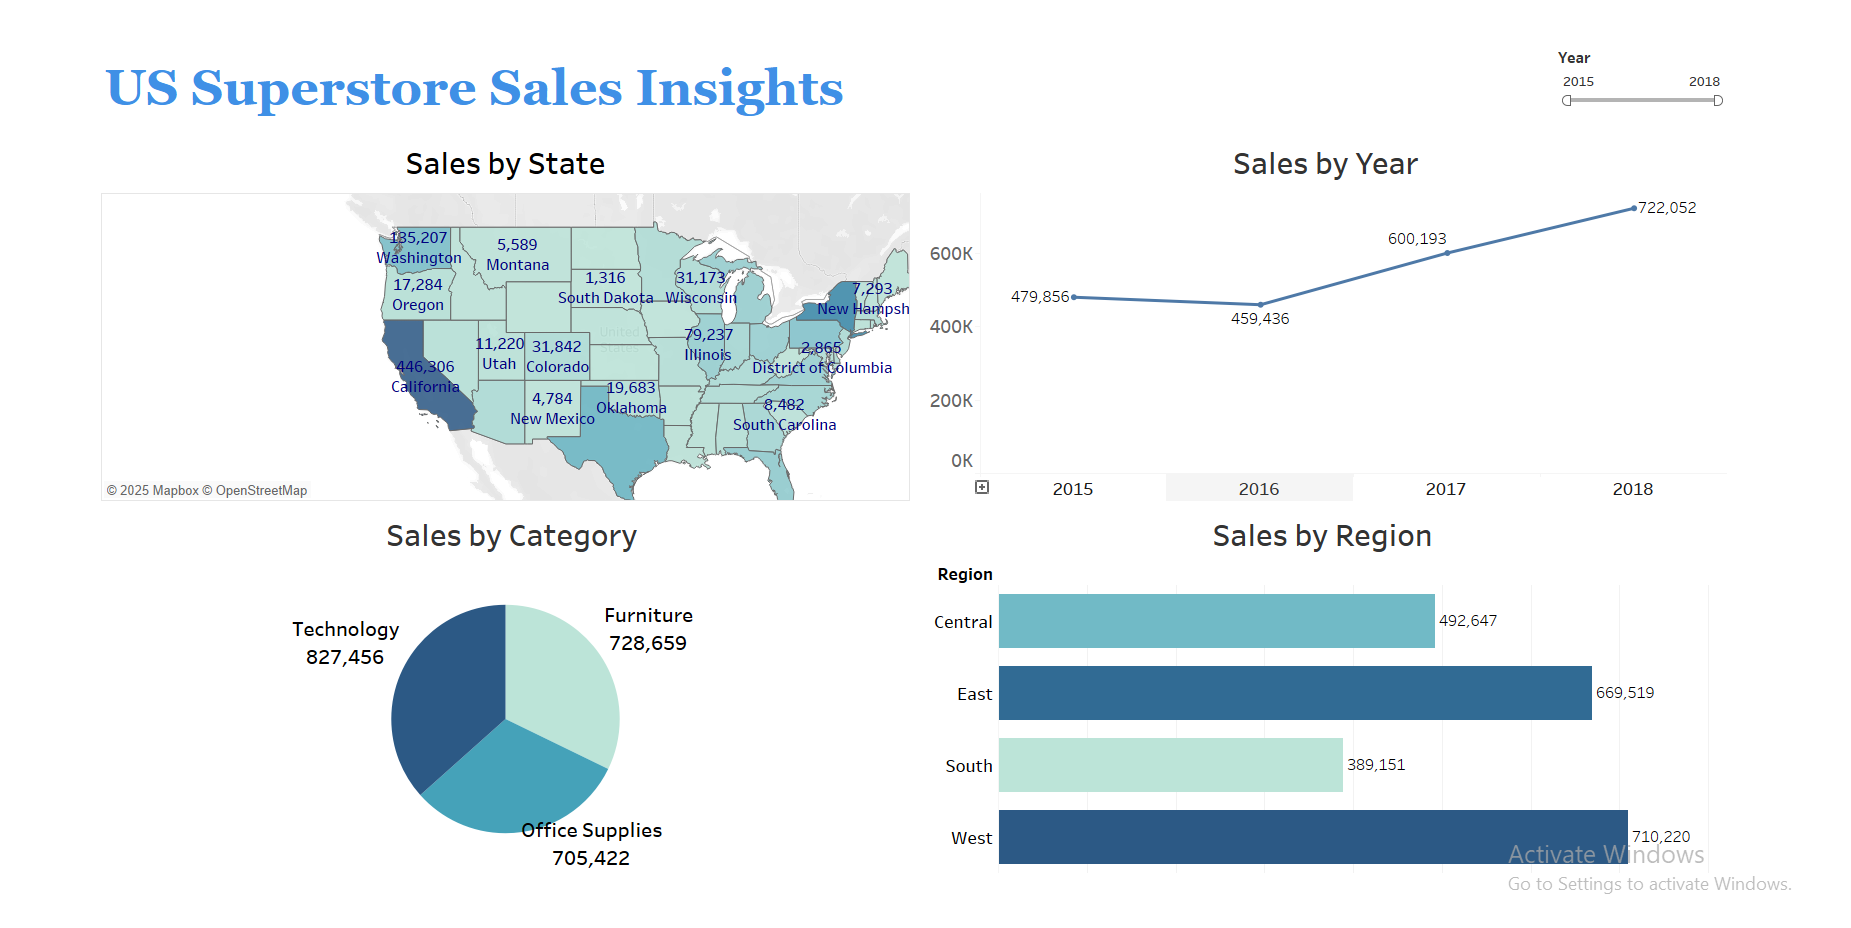 US Superstore Sales Insights
Year
2015 2018
Sales by State
135,207
Washington
5,589
Montana
17,284
Oregon
1,316
South Dakota
31,173
Wisconsin
7,293
New Hampsh
United
States
79,237
Illinois
11,220
Utah
31,842
Colorado
2,865
District of Columbia
446,306
California
19,683
Oklahoma
4,784
New Mexico
8,482
South Carolina
© 2025 Mapbox © OpenStreetMap
Sales by Year
600K
400K
200K
0K
479,856
459,436
600,193
722,052
2015 2016 2017 2018
Sales by Category
Technology
827,456
Furniture
728,659
Office Supplies
705,422
Sales by Region
Region
Central 492,647
East 669,519
South 389,151
West 710,220
Activate Windows
Go to Settings to activate Windows.